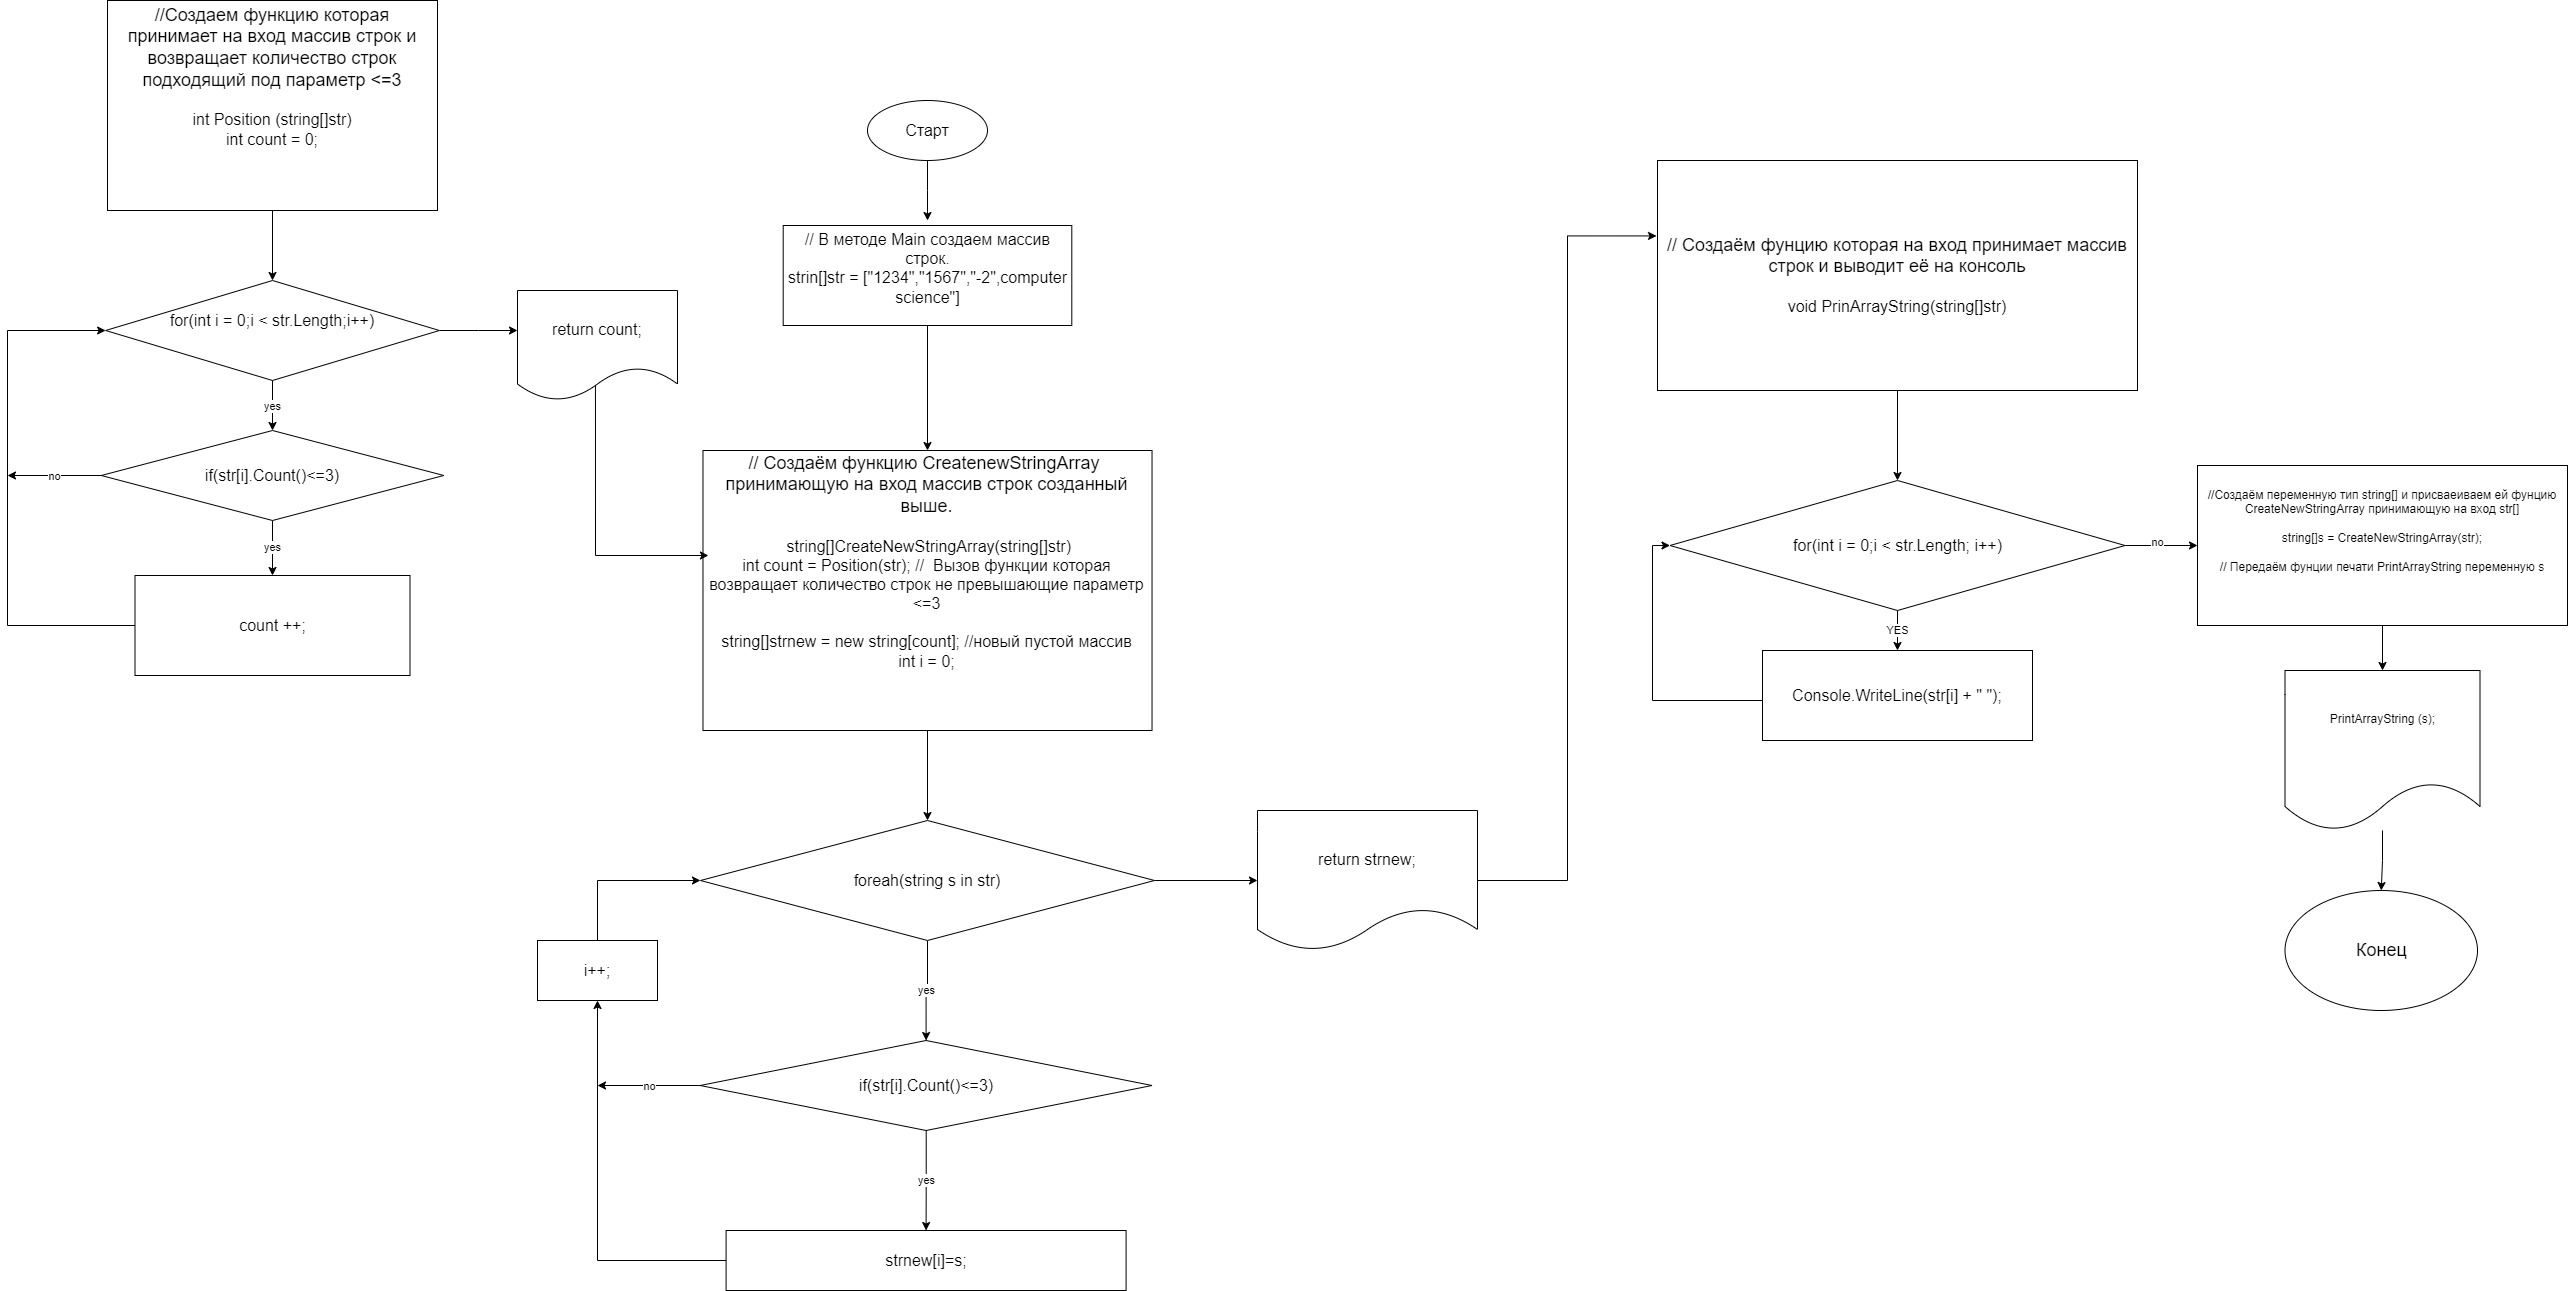 //Создаем функцию которая
принимает на вход массив строк и
возвращает количество строк
подходящий под параметр <=3
int Position (string[]str)
int count = 0;
for(int i = 0;i < str.Length;i++)
yes
if(str[i].Count()<=3)
no
yes
count ++;
return count;
Старт
// В методе Main создаем массив
строк.
strin[]str = ["1234","1567","-2",computer
science"]
// Создаём функцию CreatenewStringArray
принимающую на вход массив строк созданный
выше.
string[]CreateNewStringArray(string[]str)
int count = Position(str); //  Вызов функции которая
возвращает количество строк не превышающие параметр
<=3
string[]strnew = new string[count]; //новый пустой массив
int i = 0;
foreah(string s in str)
i++;
yes
if(str[i].Count()<=3)
no
yes
strnew[i]=s;
return strnew;
// Создаём фунцию которая на вход принимает массив
строк и выводит её на консоль
void PrinArrayString(string[]str)
for(int i = 0;i < str.Length; i++)
no
YES
Console.WriteLine(str[i] + " ");
//Создаём переменную тип string[] и присваеиваем ей фунцию
CreateNewStringArray принимающую на вход str[]
string[]s = CreateNewStringArray(str);
// Передаём фунции печати PrintArrayString переменную s
PrintArrayString (s);
Конец